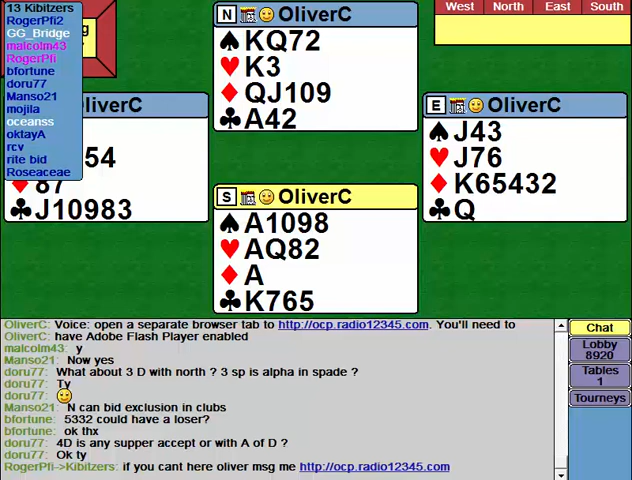 13 Kibitzers
RogerPfi2
GG_Bridge
malcolm43
RogerPfi
bfortune
doru77
Manso21
mojila
oceanss
oktayA
rcv
rite bid
Roseaceae
West North East South
N OliverC
♠KQ72
♥K3
♦QJ109
♣A42
OliverC
54
♦87
♣J10983
E OliverC
♠J43
♥J76
♦K65432
♣Q
S OliverC
♠A1098
♥AQ82
♦A
♣K765
OliverC: Voice: open a separate browser tab to http://ocp.radio12345.com. You'll need to
OliverC: have Adobe Flash Player enabled
malcolm43: y
Manso21: Now yes
doru77: What about 3 D with north ? 3 sp is alpha in spade ?
doru77: Ty
doru77:
Manso21: N can bid exclusion in clubs
bfortune: 5332 could have a loser?
bfortune: ok thx
doru77: 4D is any supper accept or with A of D ?
doru77: Ok ty
RogerPfi->Kibitzers: if you cant here oliver msg me http://ocp.radio12345.com
Chat
Lobby
8920
Tables
1
Tourneys